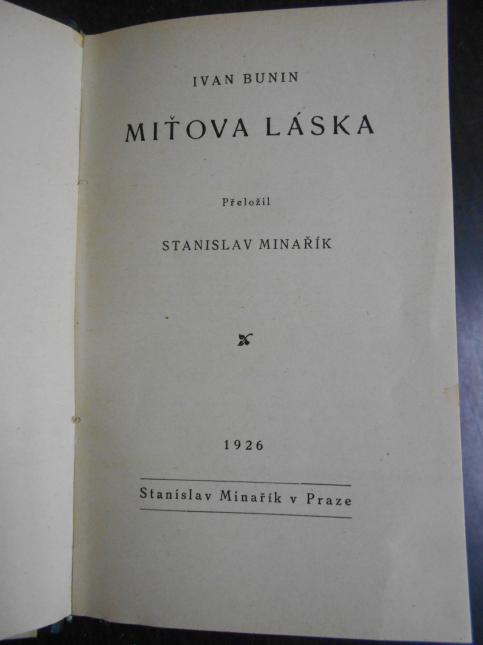 IVAN BUNIN
MIŤOVA LÁSKA
Přeložil
STANISLAV MINAŘÍK
1926
Stanislav Minařík v Praze